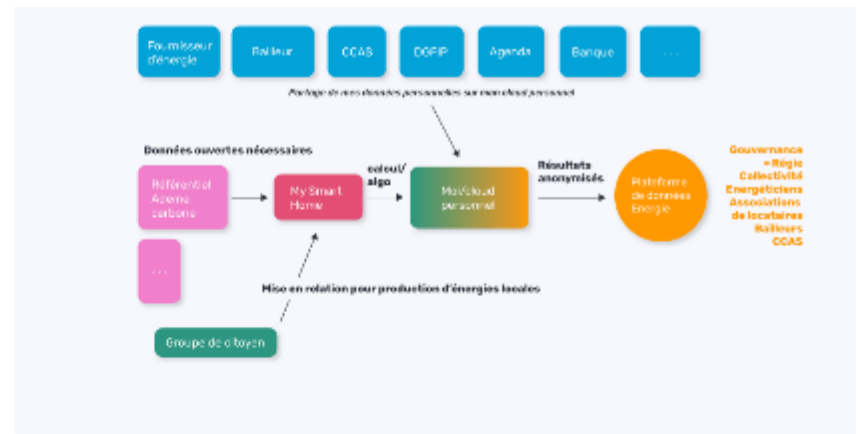 Fournisseur
d'énergie
Bailleur
CCAS
DGFIP
Agenda
Banque
...
Partage de mes données personnelles sur mon cloud personnel
Données ouvertes nécessaires
Référentiel
Ademe
carbone
My Smart
Home
calcul/
algo
Moi/cloud
personnel
Résultats
anonymisés
Plateforme
de données
Energie
Gouvernance
= Régie
Collectivité
Energéticiens
Associations
de locataires
Bailleurs
CCAS
...
Mise en relation pour production d'énergies locales
Groupe de citoyen